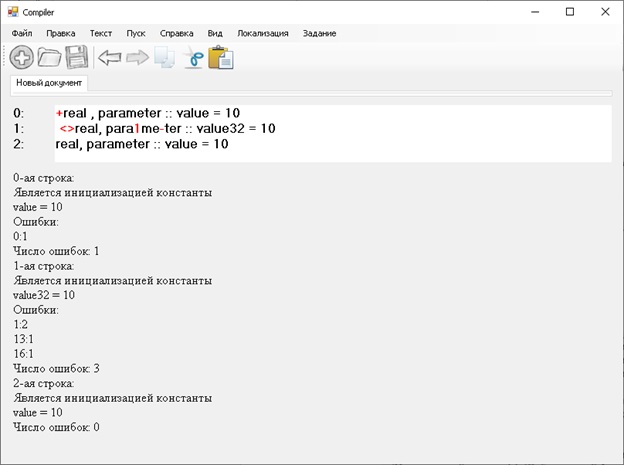 Compiler
Файл Правка Текст Пуск Справка Вид Локализация Задание
Новый документ
0: +real , parameter :: value = 10
1: <>real, para1me-ter :: value32 = 10
2: real, parameter :: value = 10
0-ая строка:
Является инициализацией константы
value = 10
Ошибки:
0:1
Число ошибок: 1
1-ая строка:
Является инициализацией константы
value32 = 10
Ошибки:
1:2
13:1
16:1
Число ошибок: 3
2-ая строка:
Является инициализацией константы
value = 10
Число ошибок: 0